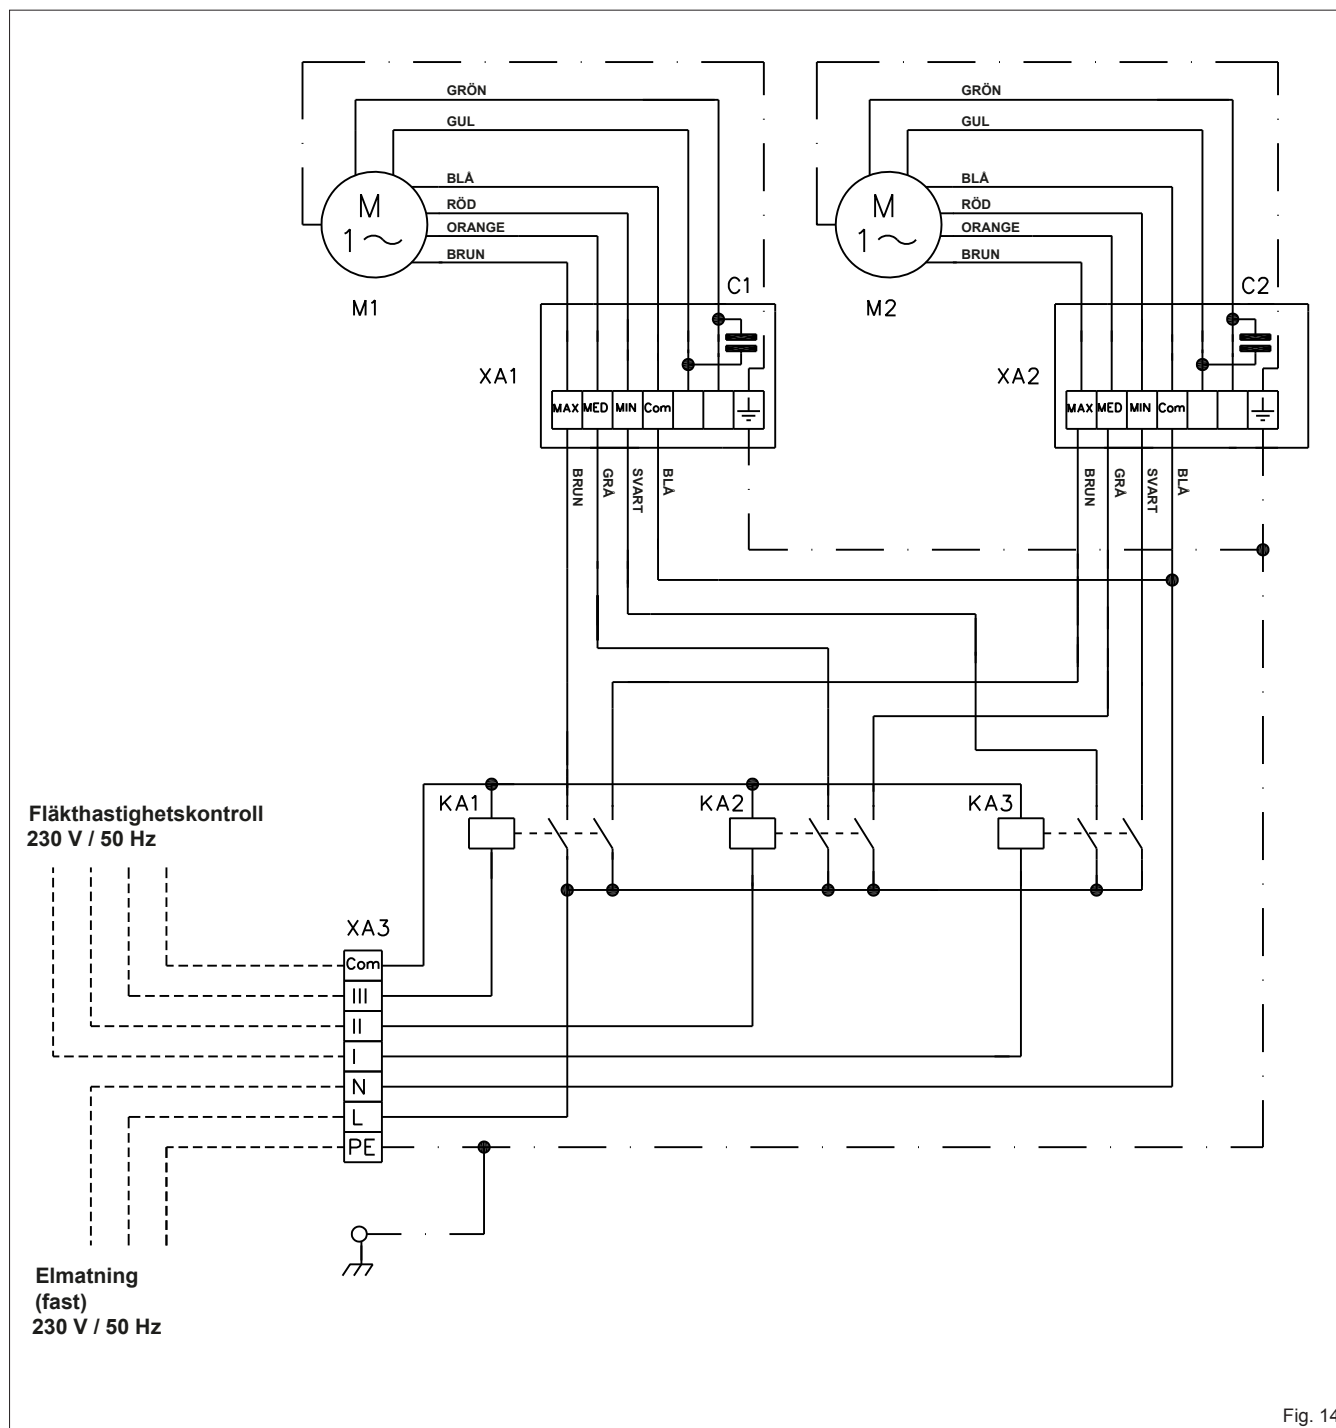 GRÖN
GUL
BLÅ
RÖD
ORANGE
BRUN
M
1
M1
C1
XA1
MAX MED MIN Com
BRUN
GRÅ
SVART
BLÅ
GRÖN
GUL
BLÅ
RÖD
ORANGE
BRUN
M
1
M2
C2
XA2
MAX MED MIN Com
BRUN
GRÅ
SVART
BLÅ
Fläkthastighetskontroll
230 V / 50 Hz
KA1
KA2
KA3
XA3
Com
III
II
I
N
L
PE
Elmatning
(fast)
230 V / 50 Hz
Fig. 14